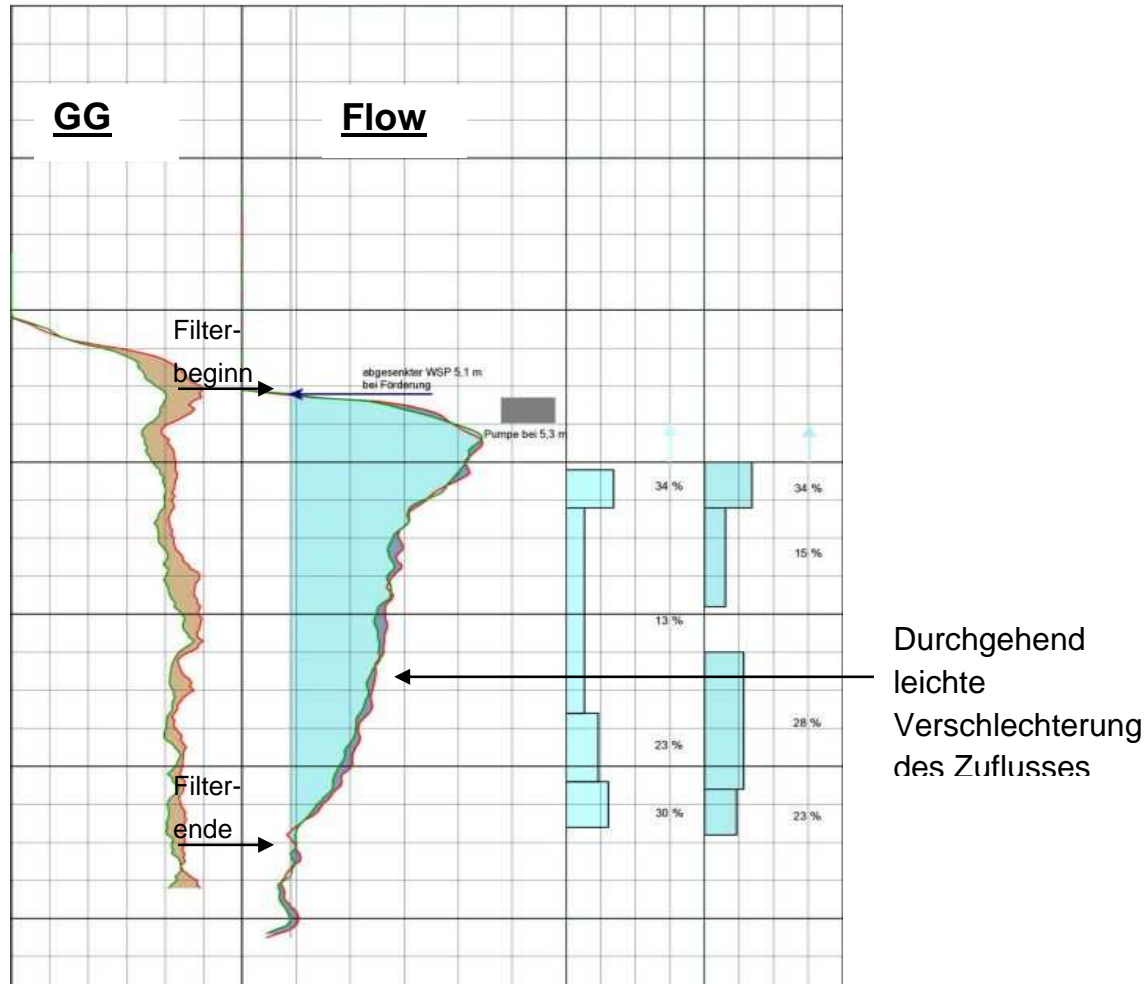 GG
Flow
Filter-
beginn
abgesenkter WSP 5,1 m
bei Förderung
Pumpe bei 5,3 m
34 %
34 %
15 %
13 %
Durchgehend
leichte
Verschlechterung
des Zuflusses
28 %
23 %
Filter-
ende
30 %
23 %